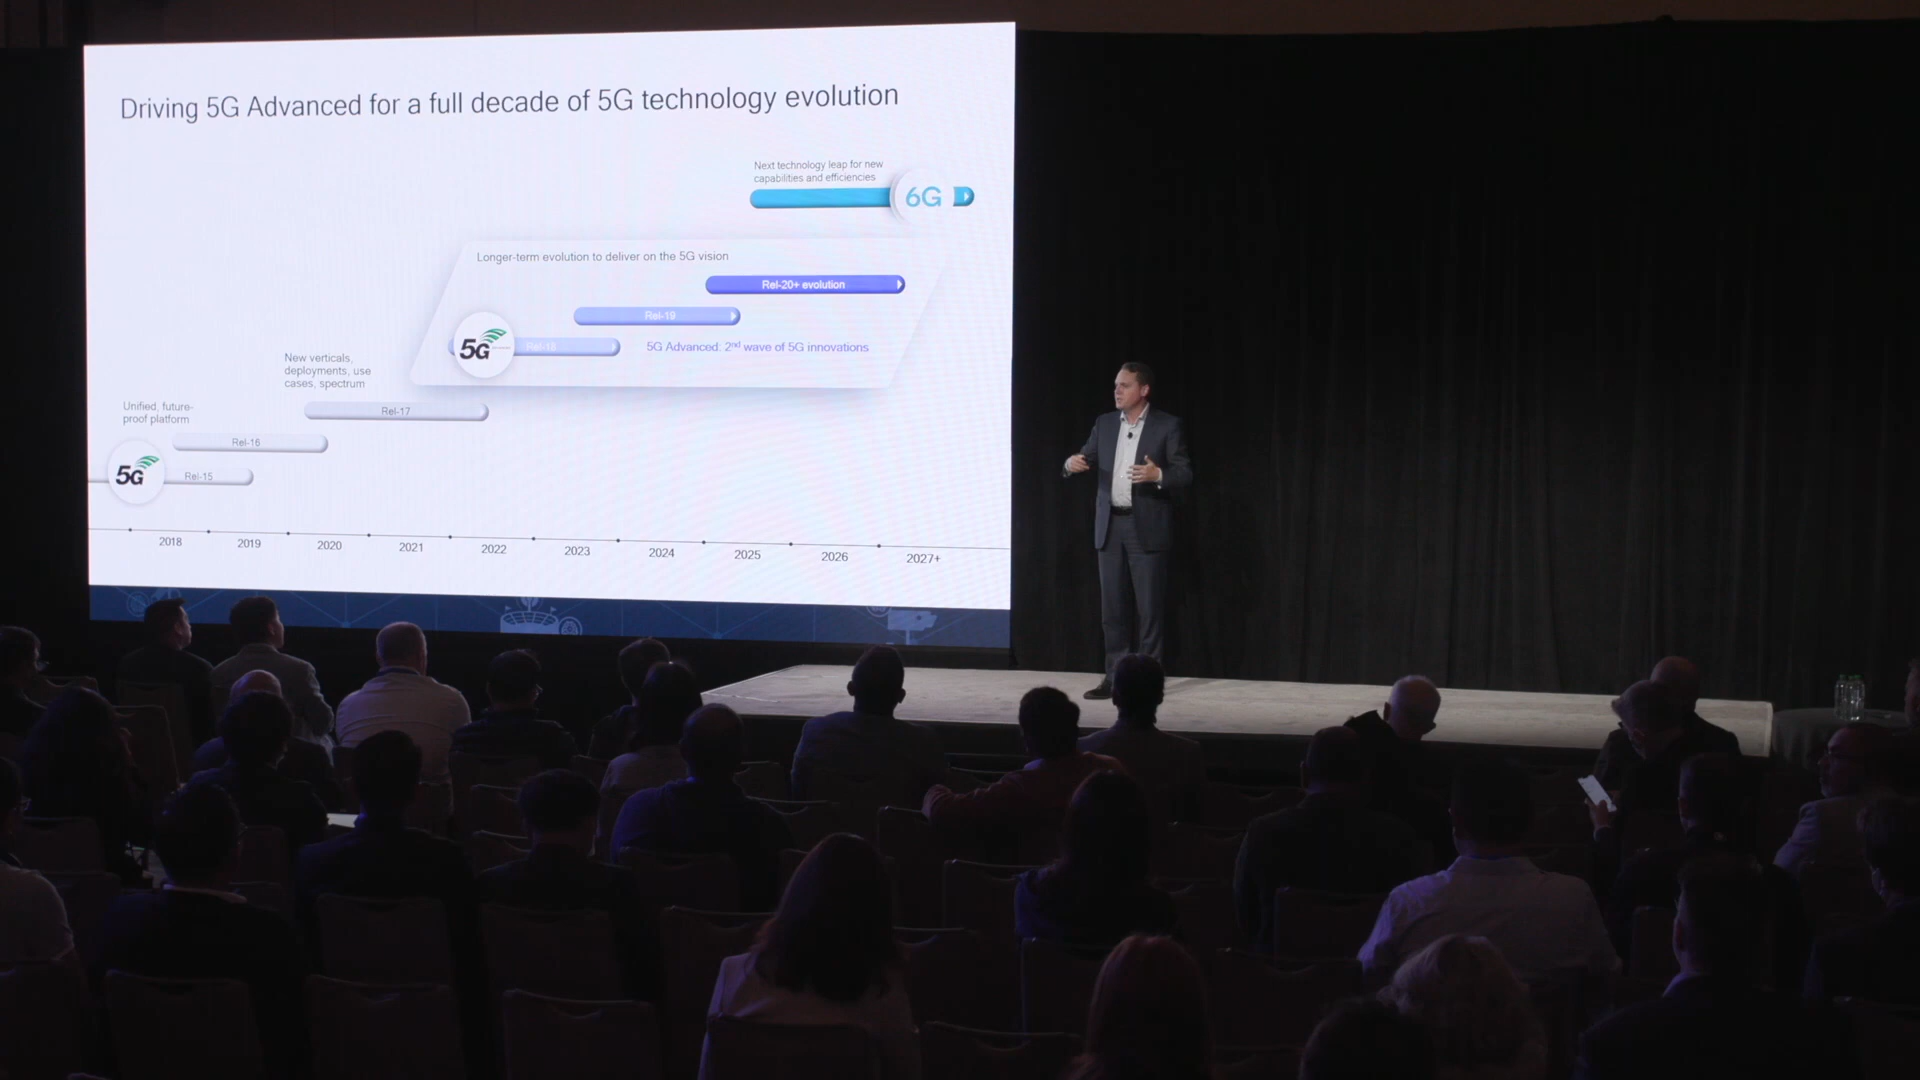 Driving 5G Advanced for a full decade of 5G technology evolution
Next technology leap for new
capabilities and efficiencies
6G
Longer-term evolution to deliver on the 5G vision
Rel-20+ evolution
Rel-19
5G
Rel-18
5G Advanced: 2nd wave of 5G innovations
New verticals,
deployments, use
cases, spectrum
Rel-17
Unified, future-
proof platform
Rel-16
5G
Rel-15
2018
2019
2020
2021
2022
2023
2024
2025
2026
2027+